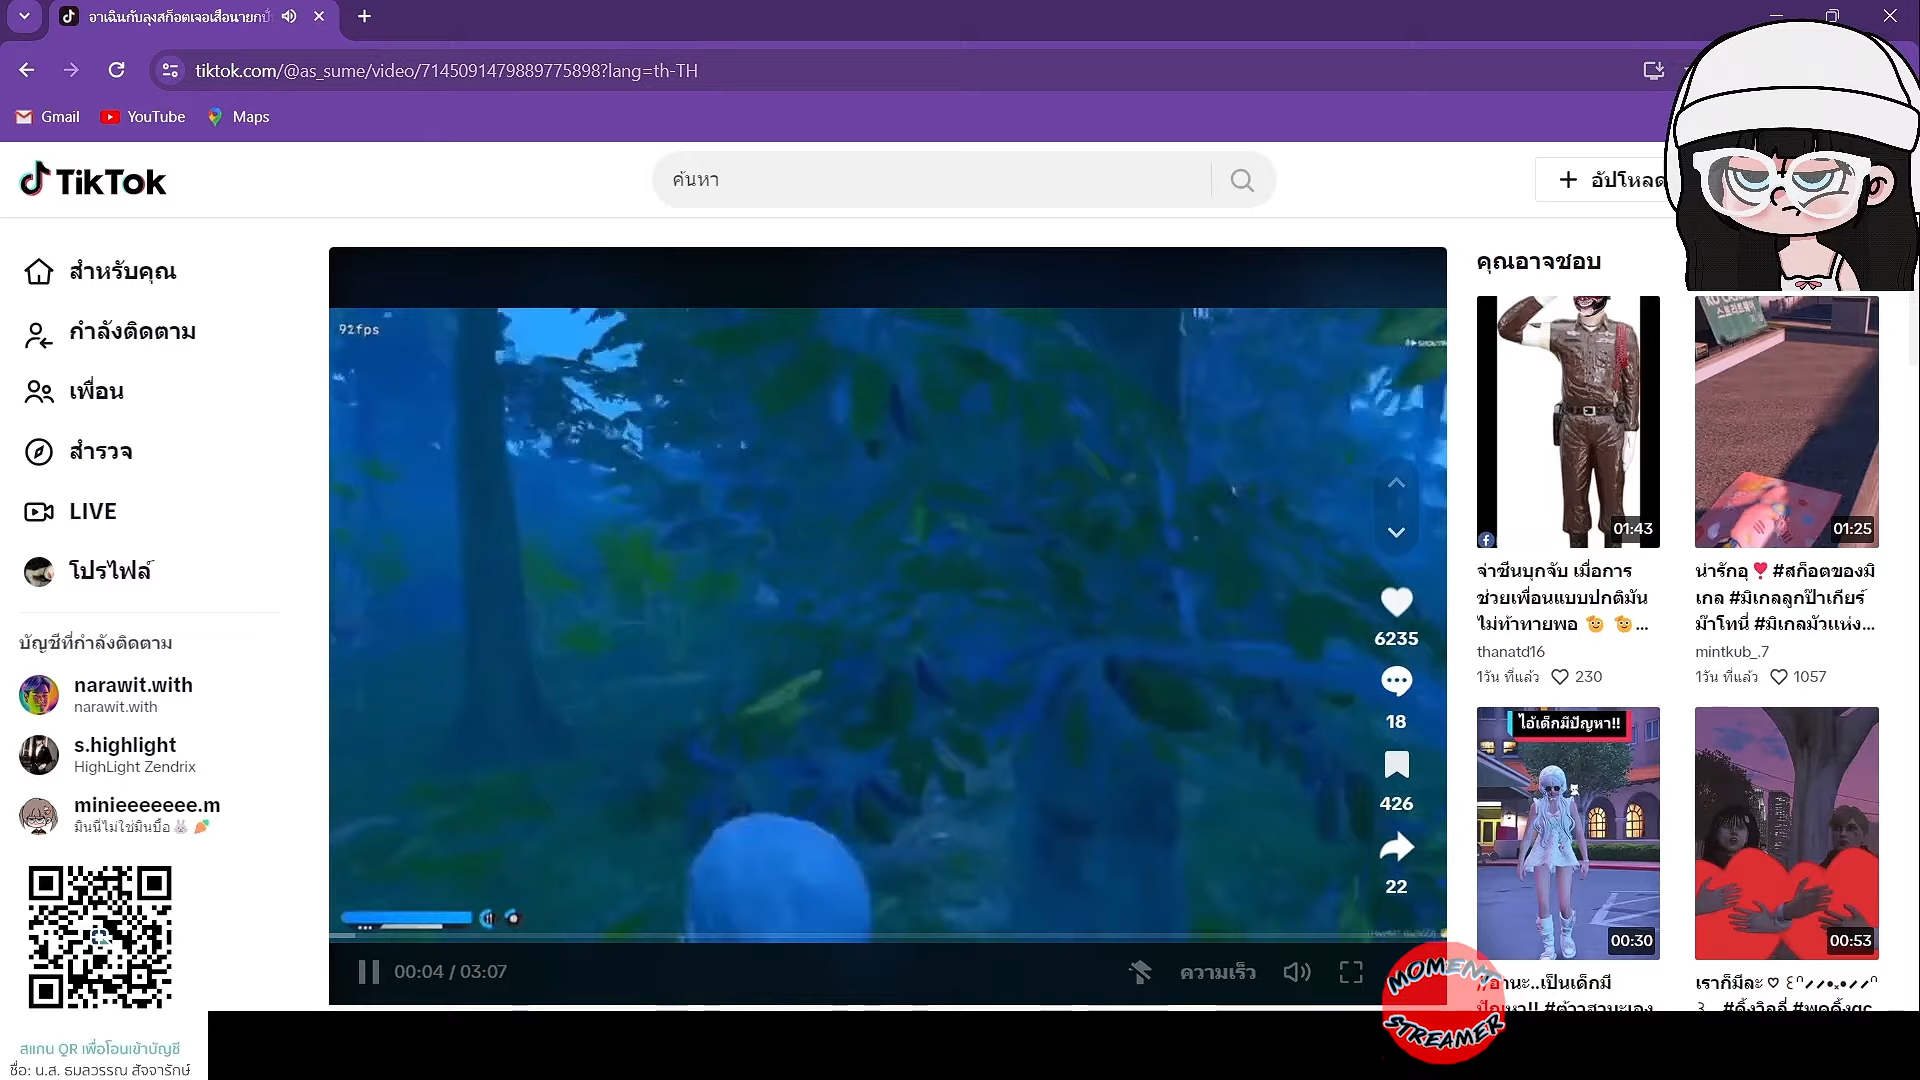 อาเฉินกับลุงสก็อตเจอเสือนายกปั่
tiktok.com/@as_sume/video/7145091479889775898?lang=th-TH
Gmail
YouTube
Maps
TikTok
ค้นหา
อัปโหลด
สำหรับคุณ
กำลังติดตาม
เพื่อน
สำรวจ
LIVE
โปรไฟล์
บัญชีที่กำลังติดตาม
narawit.with
narawit.with
s.highlight
HighLight Zendrix
minieeeeeee.m
มินนี่ไม่ใช่มินบื้อ🐰 🥕
สแกน QR เพื่อโอนเข้าบัญชี
ชื่อ: น.ส. ธมลวรรณ สัจจารักษ์
92fps
6235
18
426
22
00:04 / 03:07
ความเร็ว
MOMENT
STREAMER
คุณอาจชอบ
01:43
จ่าซีนบุกจับ เมื่อการ
ช่วยเพื่อนแบบปกติมัน
ไม่ท้าทายพอ 🫡 🫡...
thanatd16
1วัน ที่แล้ว ♡ 230
01:25
น่ารักอุ❣️#สก็อตของมิ
เกล #มิเกลลูกป๊าเกียร์
ม๊าโทนี่ #มิเกลมัวแห่ง...
mintkub_.7
1วัน ที่แล้ว ♡ 1057
ไอ้เด็กมีปัญหา!!
00:30
00:53
เราก็มีละ ♡